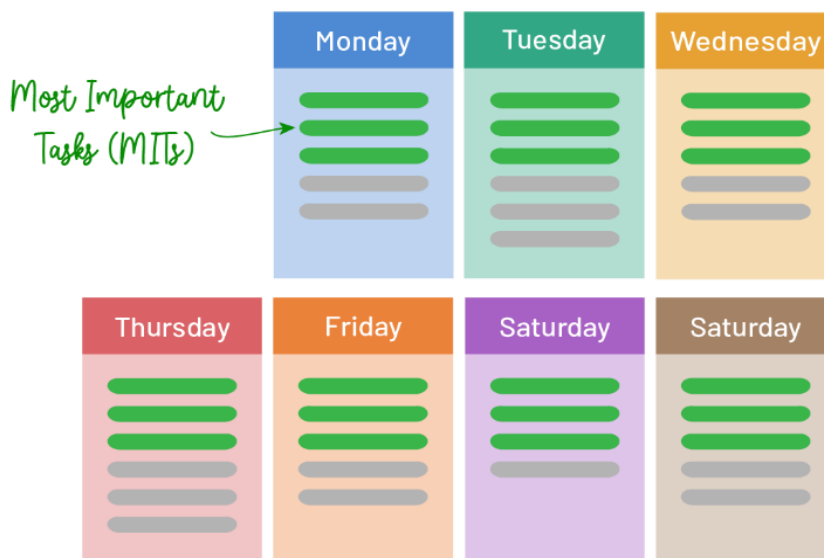 Monday
Tuesday
Wednesday
Most Important
Tasks (MITs)
Thursday
Friday
Saturday
Saturday